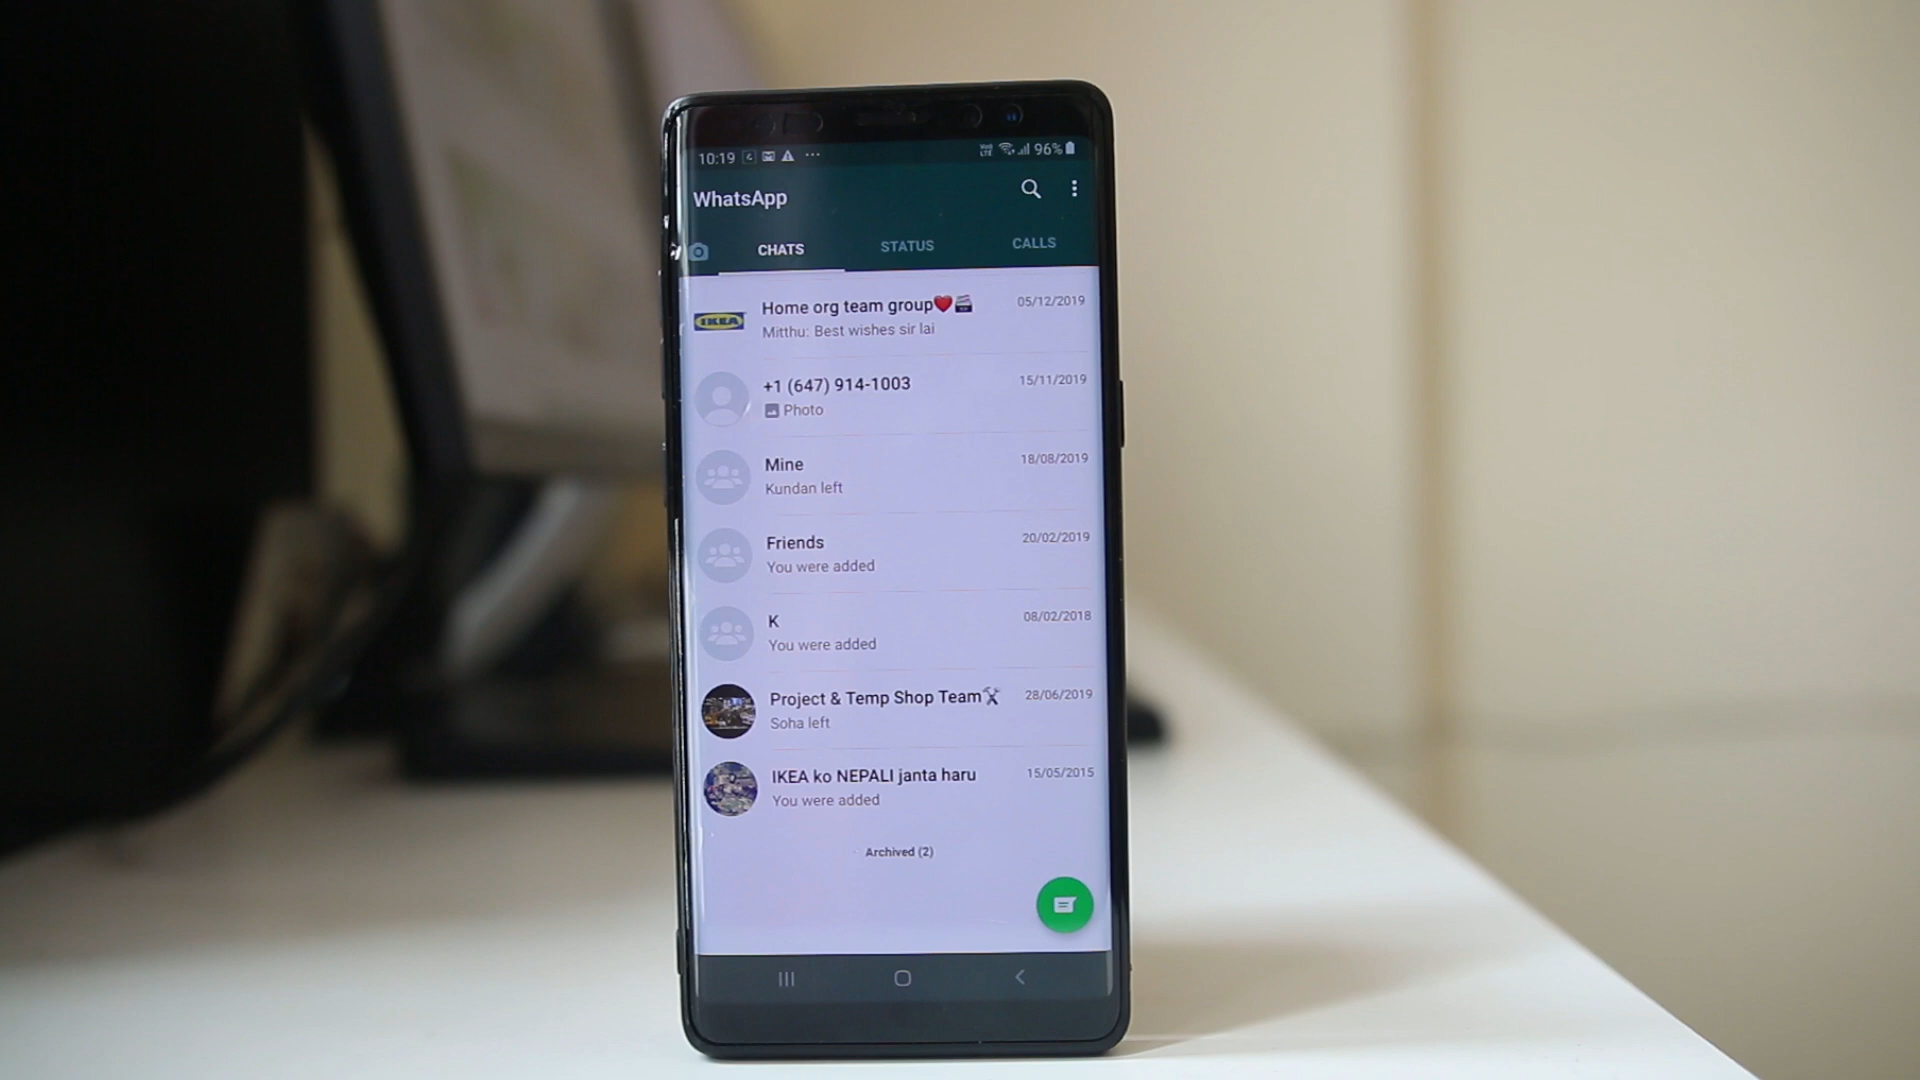 10:19 ... 96%
WhatsApp
CHATS STATUS CALLS
IKEA
Home org team group❤️ 05/12/2019
Mitthu: Best wishes sir lai
+1 (647) 914-1003 15/11/2019
Photo
Mine 18/08/2019
Kundan left
Friends 20/02/2019
You were added
K 08/02/2018
You were added
Project & Temp Shop Team🛠 28/06/2019
Soha left
IKEA ko NEPALI janta haru 15/05/2015
You were added
Archived (2)